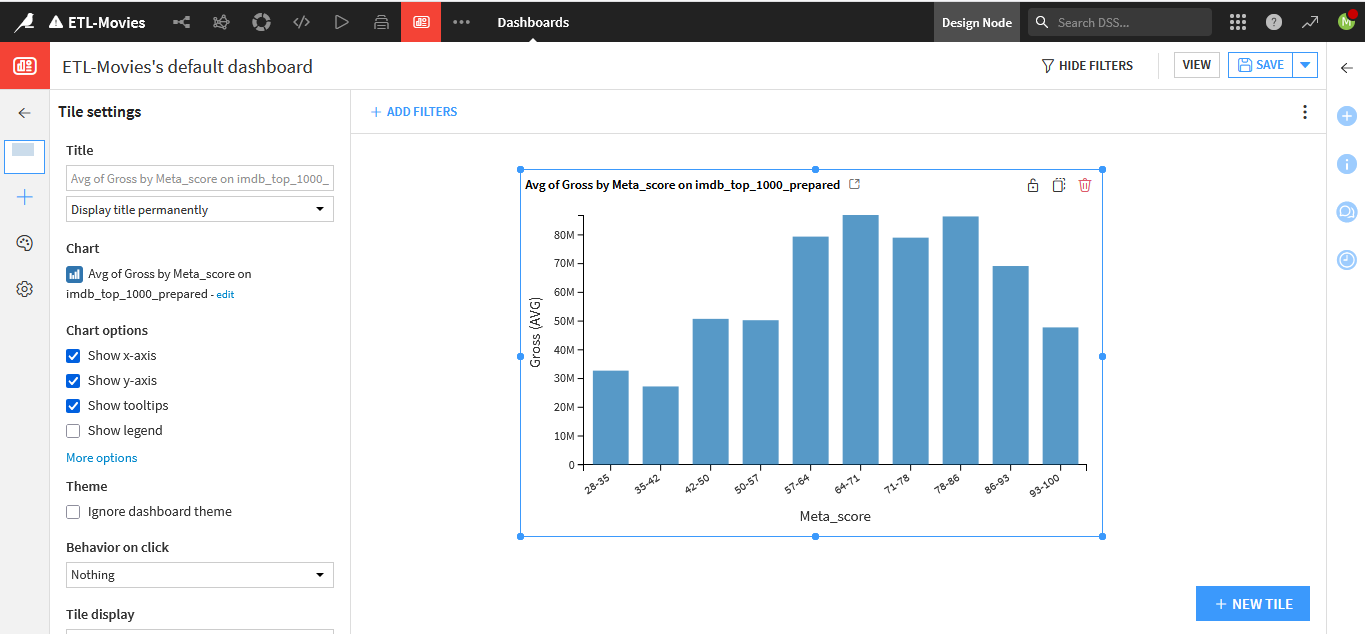 ETL-Movies
Dashboards
Design Node
Search DSS...
?
M
ETL-Movies's default dashboard
HIDE FILTERS
VIEW
SAVE
Tile settings
+ ADD FILTERS
Title
Avg of Gross by Meta_score on imdb_top_1000_
Display title permanently
Chart
Avg of Gross by Meta_score on
imdb_top_1000_prepared - edit
Chart options
Show x-axis
Show y-axis
Show tooltips
Show legend
More options
Theme
Ignore dashboard theme
Behavior on click
Nothing
Tile display
Avg of Gross by Meta_score on imdb_top_1000_prepared
Gross (AVG)
80M
70M
60M
50M
40M
30M
20M
10M
0
28-35 35-42 42-50 50-57 57-64 64-71 71-78 78-86 86-93 93-100
Meta_score
+ NEW TILE